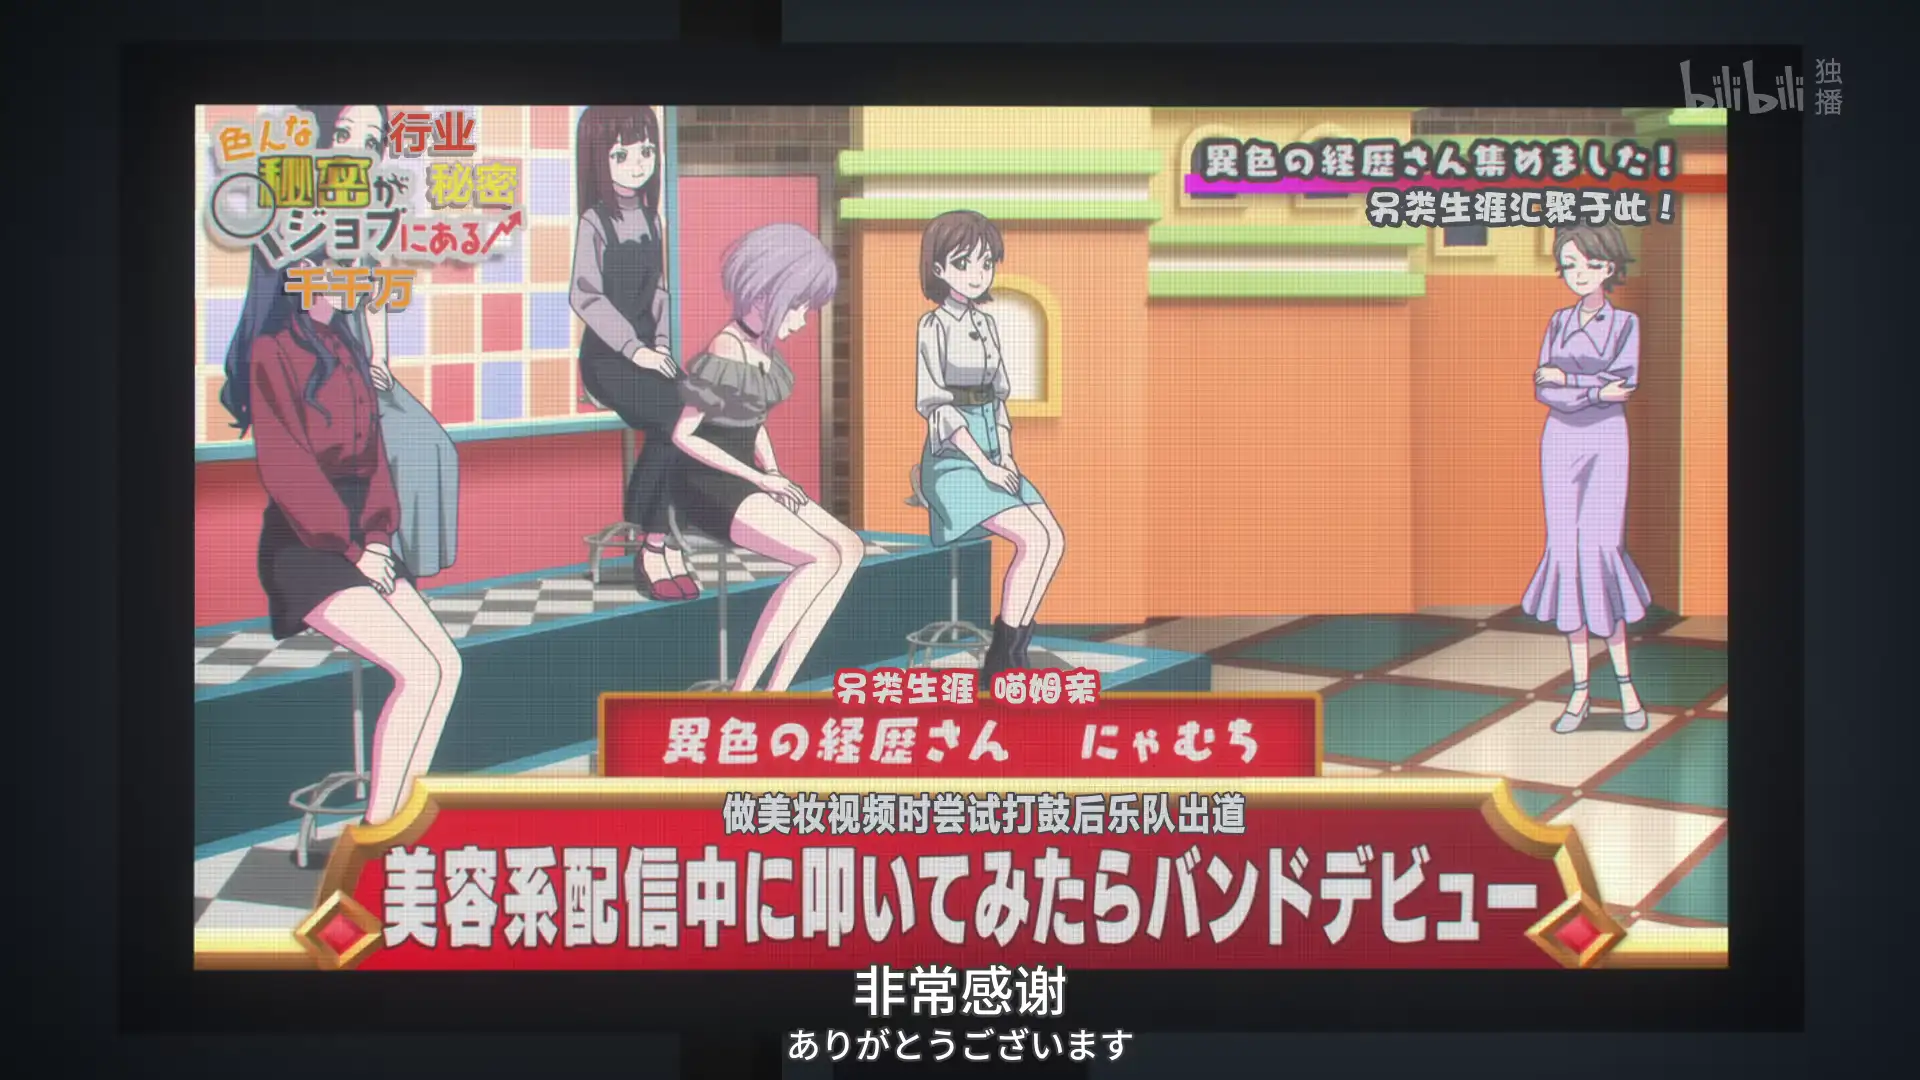 bilibili 独播
色んな 行业
秘密が 秘密
ジョブにある
千千万
異色の経歴さん集めました！
另类生涯汇聚于此！
另类生涯 喵姆亲
異色の経歴さん にゃむち
做美妆视频时尝试打鼓后乐队出道
美容系配信中に叩いてみたらバンドデビュー
非常感谢
ありがとうございます